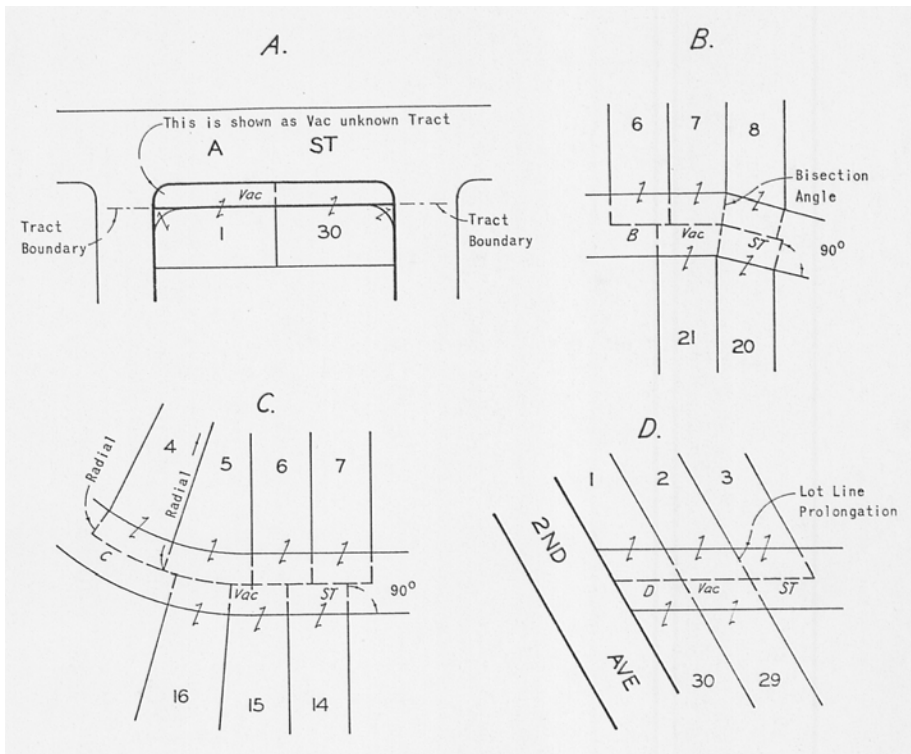 A.
This is shown as Vac unknown Tract
A ST
Vac
Tract
Boundary
Tract
Boundary
1 30
B.
6 7 8
Bisection
Angle
B Vac ST
90°
21 20
C.
4 5 6 7
Radial
Radial
C
Vac ST
90°
16 15 14
D.
1 2 3
Lot Line
Prolongation
2ND
AVE
D Vac ST
30 29